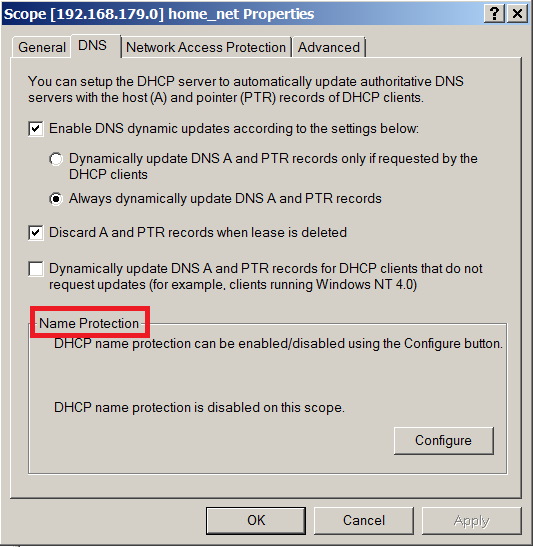 Scope [192.168.179.0] home_net Properties
General DNS Network Access Protection Advanced
You can setup the DHCP server to automatically update authoritative DNS
servers with the host (A) and pointer (PTR) records of DHCP clients.
Enable DNS dynamic updates according to the settings below:
Dynamically update DNS A and PTR records only if requested by the
DHCP clients
Always dynamically update DNS A and PTR records
Discard A and PTR records when lease is deleted
Dynamically update DNS A and PTR records for DHCP clients that do not
request updates (for example, clients running Windows NT 4.0)
Name Protection
DHCP name protection can be enabled/disabled using the Configure button.
DHCP name protection is disabled on this scope.
Configure
OK Cancel Apply